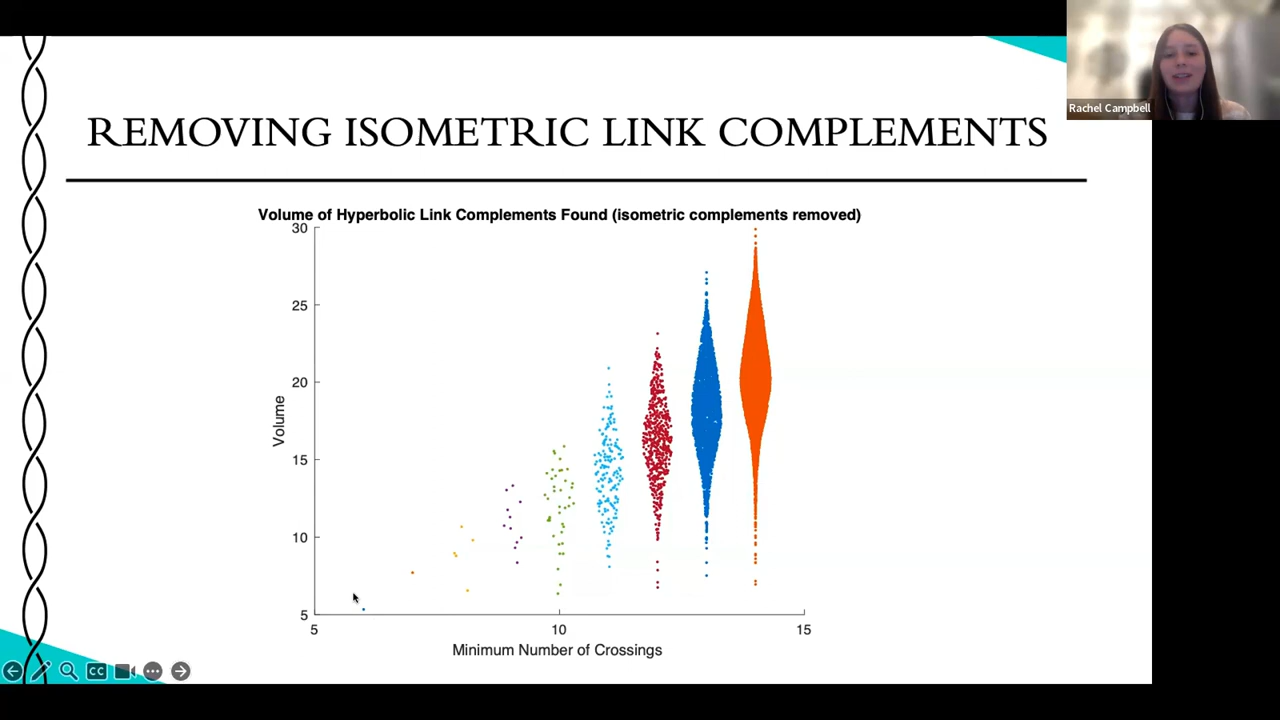 Rachel Campbell
REMOVING ISOMETRIC LINK COMPLEMENTS
Volume of Hyperbolic Link Complements Found (isometric complements removed)
30
25
20
15
10
5
Volume
5
10
15
Minimum Number of Crossings
CC